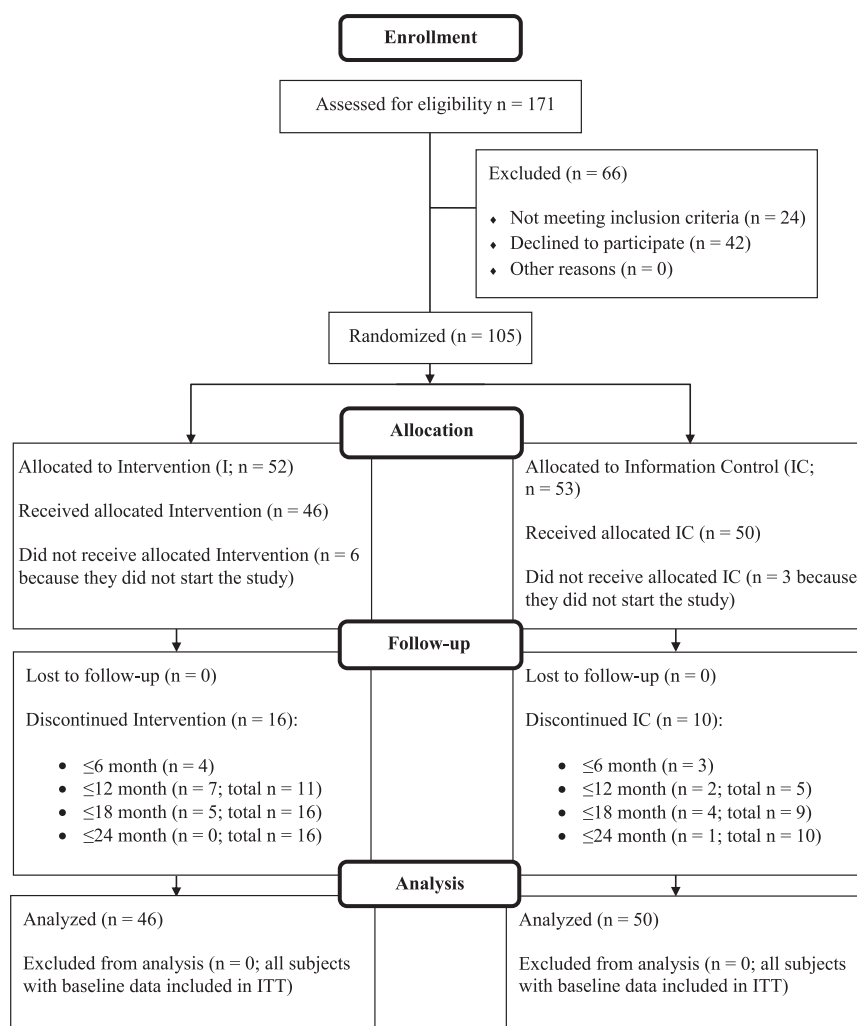 Enrollment
Assessed for eligibility n = 171
Excluded (n = 66)
⬧ Not meeting inclusion criteria (n = 24)
⬧ Declined to participate (n = 42)
⬧ Other reasons (n = 0)
Randomized (n = 105)
Allocation
Allocated to Intervention (I; n = 52)
Received allocated Intervention (n = 46)
Did not receive allocated Intervention (n = 6
because they did not start the study)
Allocated to Information Control (IC;
n = 53)
Received allocated IC (n = 50)
Did not receive allocated IC (n = 3 because
they did not start the study)
Follow-up
Lost to follow-up (n = 0)
Discontinued Intervention (n = 16):
• ≤6 month (n = 4)
• ≤12 month (n = 7; total n = 11)
• ≤18 month (n = 5; total n = 16)
• ≤24 month (n = 0; total n = 16)
Lost to follow-up (n = 0)
Discontinued IC (n = 10):
• ≤6 month (n = 3)
• ≤12 month (n = 2; total n = 5)
• ≤18 month (n = 4; total n = 9)
• ≤24 month (n = 1; total n = 10)
Analysis
Analyzed (n = 46)
Excluded from analysis (n = 0; all subjects
with baseline data included in ITT)
Analyzed (n = 50)
Excluded from analysis (n = 0; all subjects
with baseline data included in ITT)